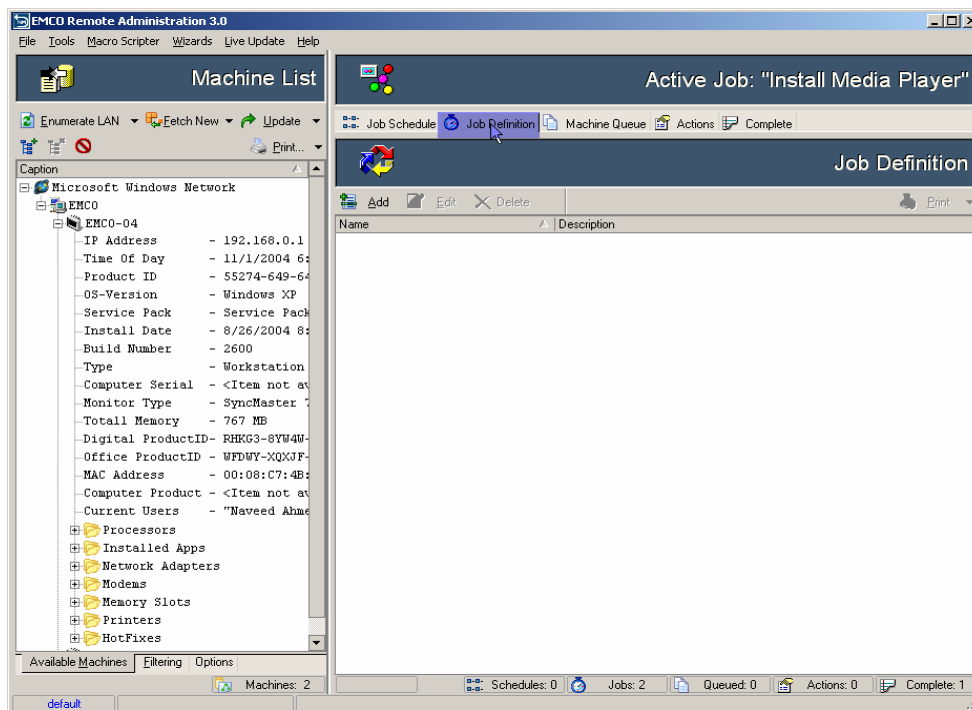 EMCO Remote Administration 3.0
File Tools Macro Scripter Wizards Live Update Help
Machine List
Enumerate LAN Fetch New Update
Print...
Caption
Microsoft Windows Network
EMCO
EMCO-04
IP Address - 192.168.0.1
Time Of Day - 11/1/2004 6:
Product ID - 55274-649-64
OS-Version - Windows XP
Service Pack - Service Pack
Install Date - 8/26/2004 8:
Build Number - 2600
Type - Workstation
Computer Serial - <Item not av
Monitor Type - SyncMaster 7
Totall Memory - 767 MB
Digital ProductID- RHKG3-8YW4W-
Office ProductID - WFDWY-XQXJF-
MAC Address - 00:08:C7:4B:
Computer Product - <Item not av
Current Users - "Naveed Ahme
Processors
Installed Apps
Network Adapters
Modems
Memory Slots
Printers
HotFixes
Available Machines Filtering Options
Machines: 2
default
Active Job: "Install Media Player"
Job Schedule Job Definition Machine Queue Actions Complete
Job Definition
Add Edit Delete Print
Name Description
Schedules: 0 Jobs: 2 Queued: 0 Actions: 0 Complete: 1